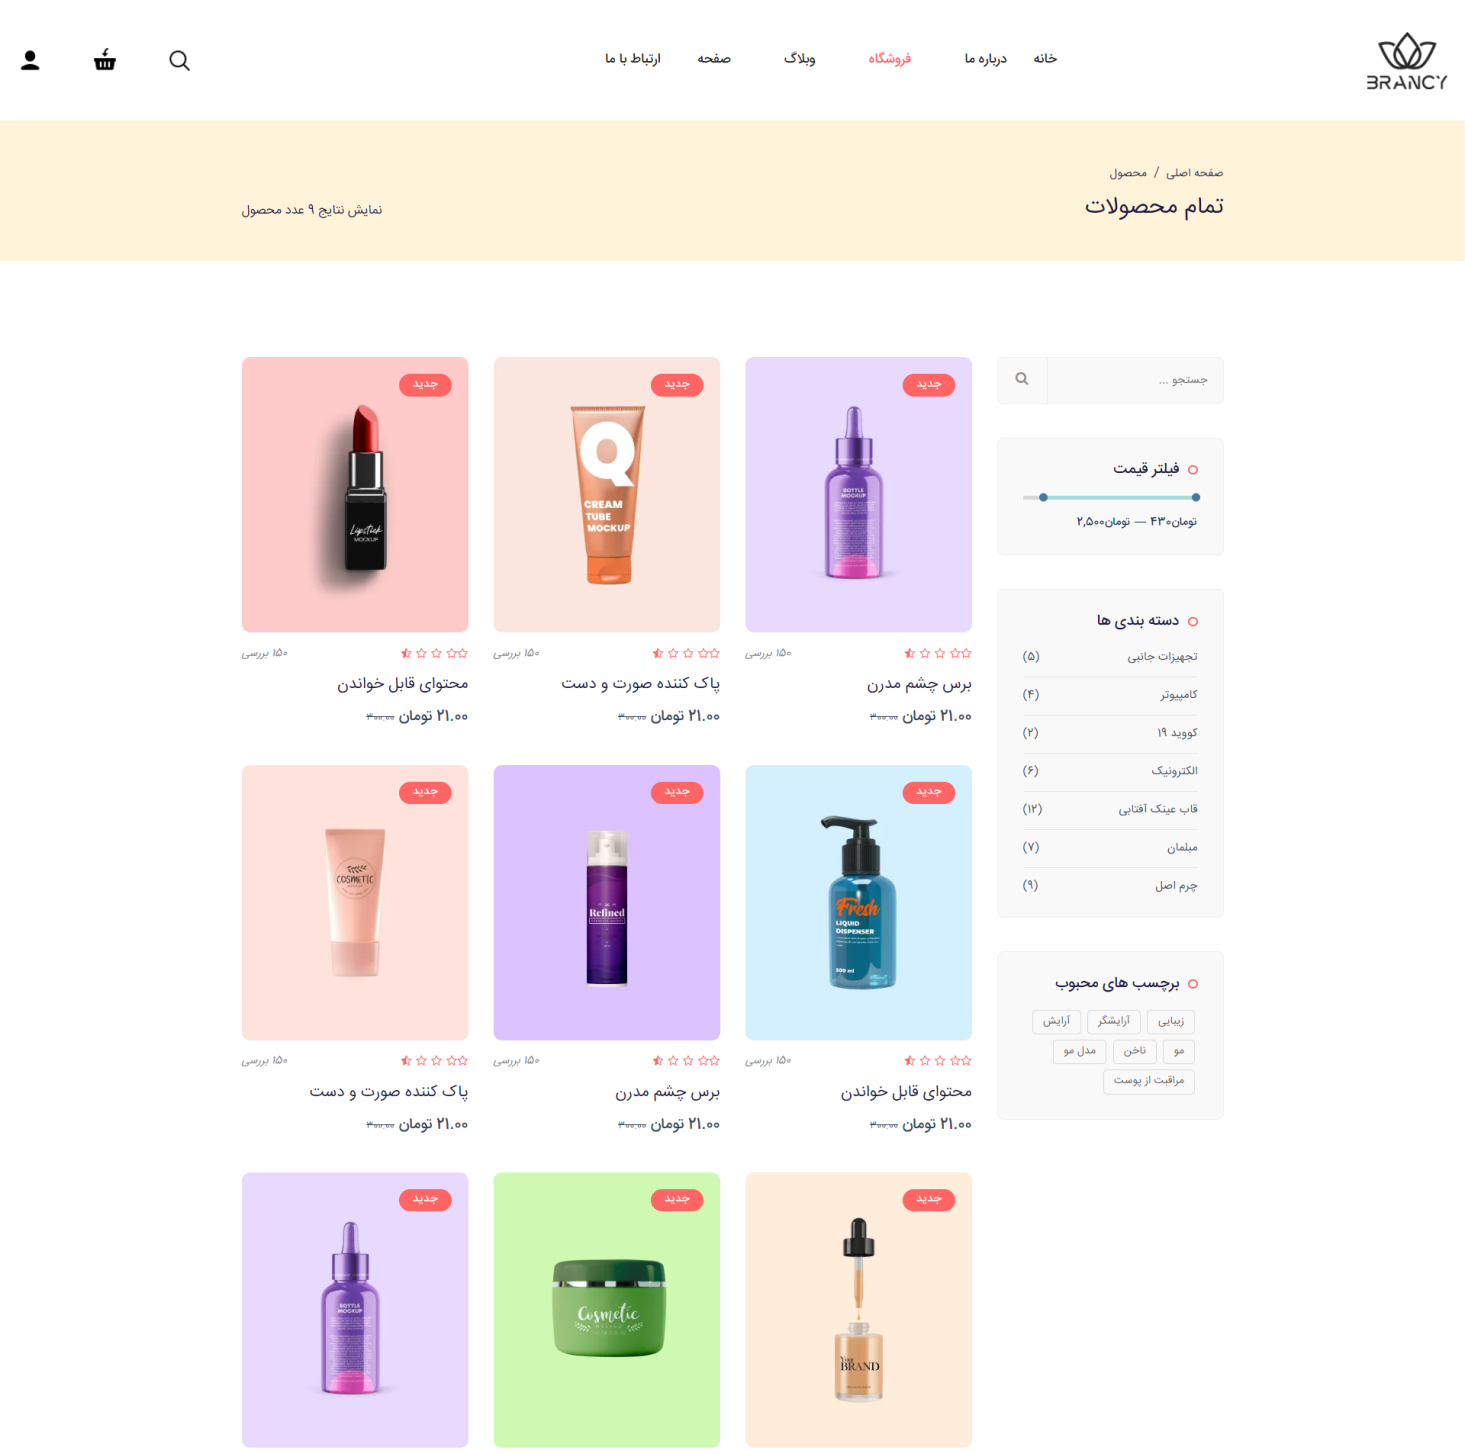 BRANCY
خانه
درباره ما
فروشگاه
وبلاگ
صفحه
ارتباط با ما
صفحه اصلی / محصول
تمام محصولات
نمایش نتایج ۹ عدد محصول
جستجو ...
فیلتر قیمت
تومان۴۳۰ — تومان۲,۵۰۰
دسته بندی ها
تجهیزات جانبی (۵)
کامپیوتر (۴)
کووید ۱۹ (۲)
الکترونیک (۶)
قاب عینک آفتابی (۱۲)
مبلمان (۷)
چرم اصل (۹)
برچسب های محبوب
زیبایی آرایشگر آرایش
مو ناخن مدل مو
مراقبت از پوست
جدید
BOTTLE
MOCKUP
۱۵۰ بررسی
برس چشم مدرن
۲۱.۰۰ تومان ۳۰۰.۰۰
جدید
Q
CREAM
TUBE
MOCKUP
۱۵۰ بررسی
پاک کننده صورت و دست
۲۱.۰۰ تومان ۳۰۰.۰۰
جدید
Lipstick
MOCKUP
۱۵۰ بررسی
محتوای قابل خواندن
۲۱.۰۰ تومان ۳۰۰.۰۰
جدید
Fresh
LIQUID
DISPENSER
500 ml
۱۵۰ بررسی
محتوای قابل خواندن
۲۱.۰۰ تومان ۳۰۰.۰۰
جدید
Refined
۱۵۰ بررسی
برس چشم مدرن
۲۱.۰۰ تومان ۳۰۰.۰۰
جدید
COSMETIC
۱۵۰ بررسی
پاک کننده صورت و دست
۲۱.۰۰ تومان ۳۰۰.۰۰
جدید
Your
BRAND
جدید
Cosmetic
جدید
BOTTLE
MOCKUP